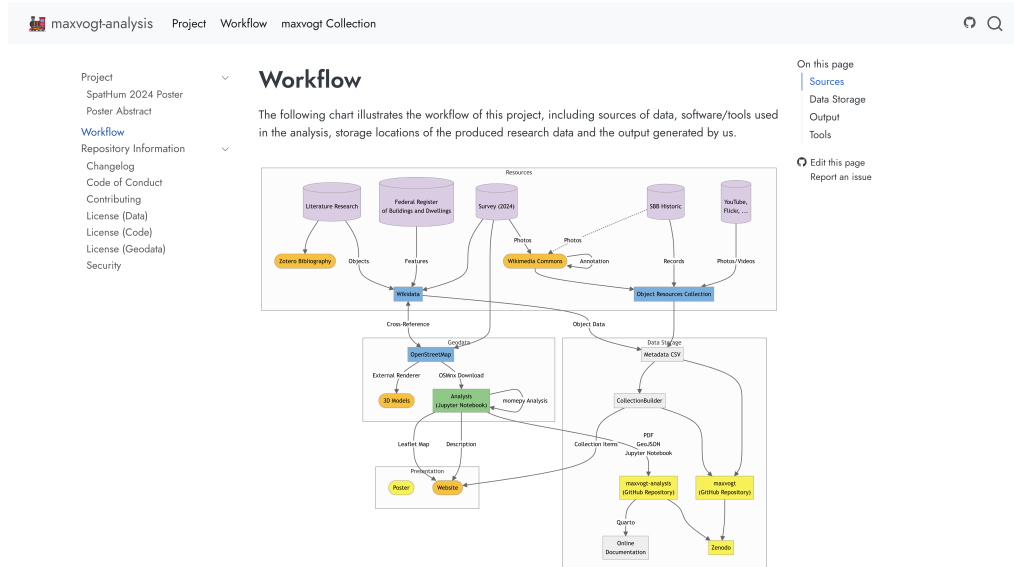 maxvogt-analysis Project Workflow maxvogt Collection
Project
SpatHum 2024 Poster
Poster Abstract
Workflow
Repository Information
Changelog
Code of Conduct
Contributing
License (Data)
License (Code)
License (Geodata)
Security
Workflow
The following chart illustrates the workflow of this project, including sources of data, software/tools used
in the analysis, storage locations of the produced research data and the output generated by us.
Resources
Literature Research
Federal Register
of Buildings and Dwellings
Survey (2024)
SBB Historic
YouTube,
Flickr, ...
Photos
Photos
Zotero Bibliography
Objects
Features
Wikimedia Commons
Annotation
Records
Photos/Videos
Wikidata
Object Resources Collection
Cross-Reference
Object Data
Geodata
Data Storage
OpenStreetMap
Metadata CSV
External Renderer
OSMnx Download
3D Models
Analysis
(Jupyter Notebook)
momepy Analysis
CollectionBuilder
Leaflet Map
Description
Collection Items
PDF
GeoJSON
Jupyter Notebook
Presentation
Poster
Website
maxvogt-analysis
(GitHub Repository)
maxvogt
(GitHub Repository)
Quarto
Online
Documentation
Zenodo
On this page
Sources
Data Storage
Output
Tools
Edit this page
Report an issue